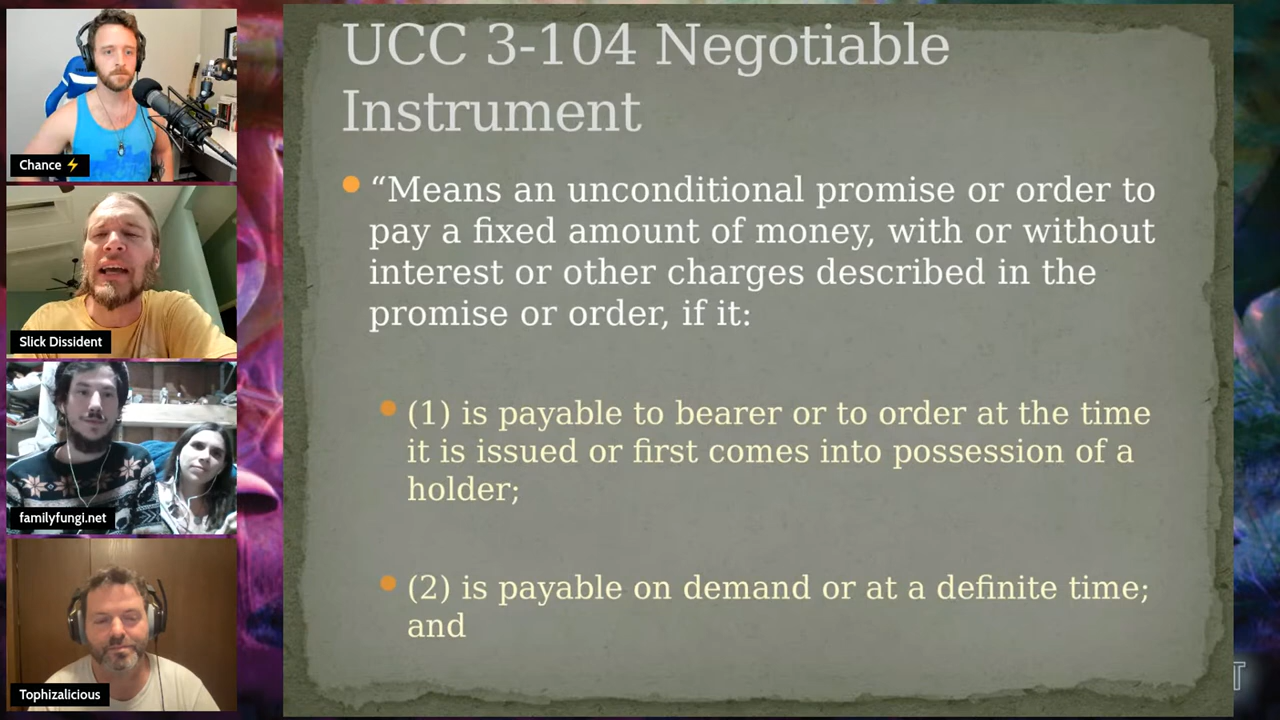 Chance ⚡
Slick Dissident
familyfungi.net
Tophizalicious
UCC 3-104 Negotiable
Instrument
“Means an unconditional promise or order to
pay a fixed amount of money, with or without
interest or other charges described in the
promise or order, if it:
(1) is payable to bearer or to order at the time
it is issued or first comes into possession of a
holder;
(2) is payable on demand or at a definite time;
and